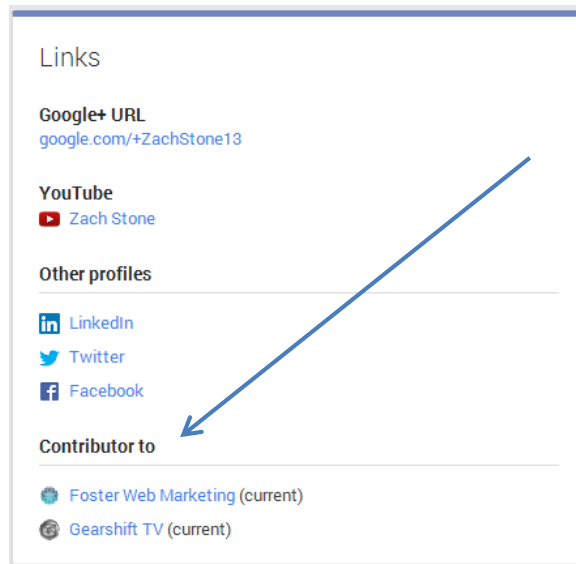 Links
Google+ URL
google.com/+ZachStone13
YouTube
Zach Stone
Other profiles
LinkedIn
Twitter
Facebook
Contributor to
Foster Web Marketing (current)
Gearshift TV (current)